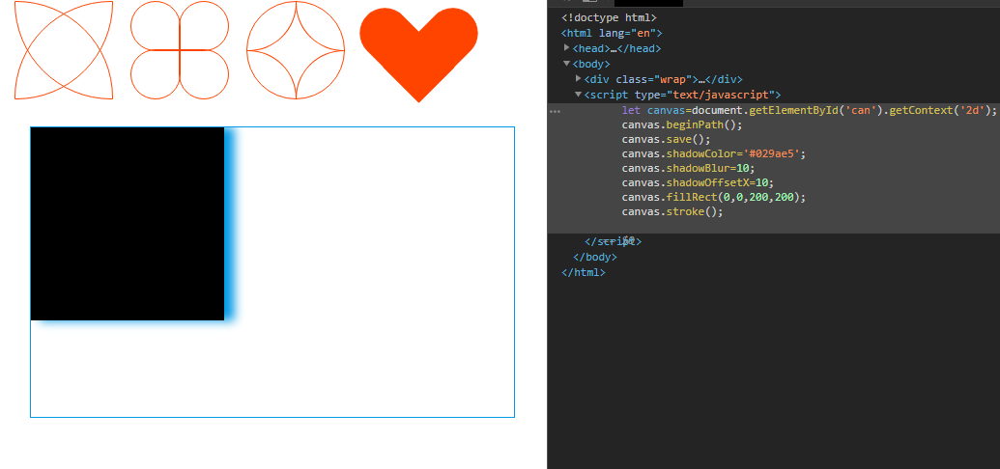 <!doctype html>
<html lang="en">
<head>…</head>
<body>
<div class="wrap">…</div>
<script type="text/javascript">
let canvas=document.getElementById('can').getContext('2d');
canvas.beginPath();
canvas.save();
canvas.shadowColor='#029ae5';
canvas.shadowBlur=10;
canvas.shadowOffsetX=10;
canvas.fillRect(0,0,200,200);
canvas.stroke();
</script>
</body>
</html>